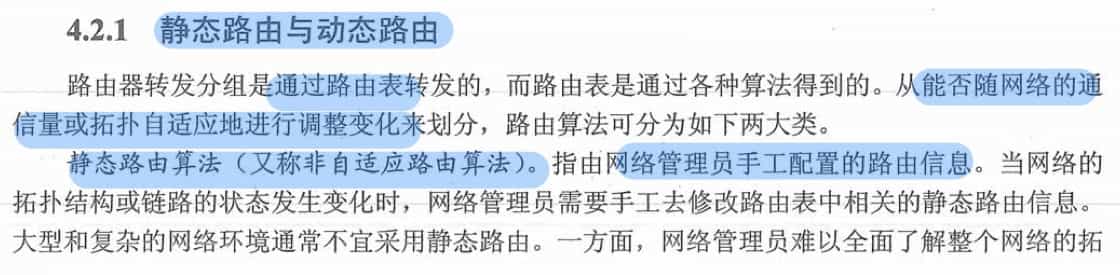 4.2.1 静态路由与动态路由
路由器转发分组是通过路由表转发的，而路由表是通过各种算法得到的。从能否随网络的通
信量或拓扑自适应地进行调整变化来划分，路由算法可分为如下两大类。
静态路由算法（又称非自适应路由算法）。指由网络管理员手工配置的路由信息。当网络的
拓扑结构或链路的状态发生变化时，网络管理员需要手工去修改路由表中相关的静态路由信息。
大型和复杂的网络环境通常不宜采用静态路由。一方面，网络管理员难以全面了解整个网络的拓